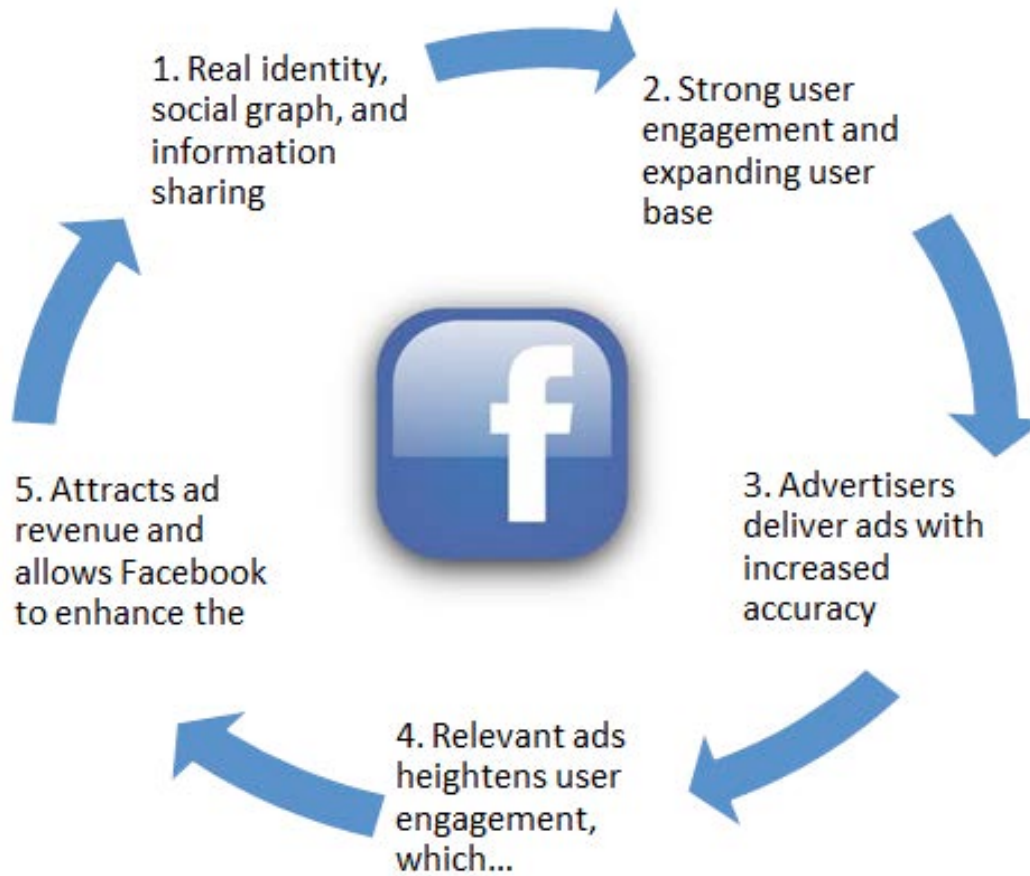 1. Real identity,
social graph, and
information
sharing
2. Strong user
engagement and
expanding user
base
f
3. Advertisers
deliver ads with
increased
accuracy
4. Relevant ads
heightens user
engagement,
which...
5. Attracts ad
revenue and
allows Facebook
to enhance the